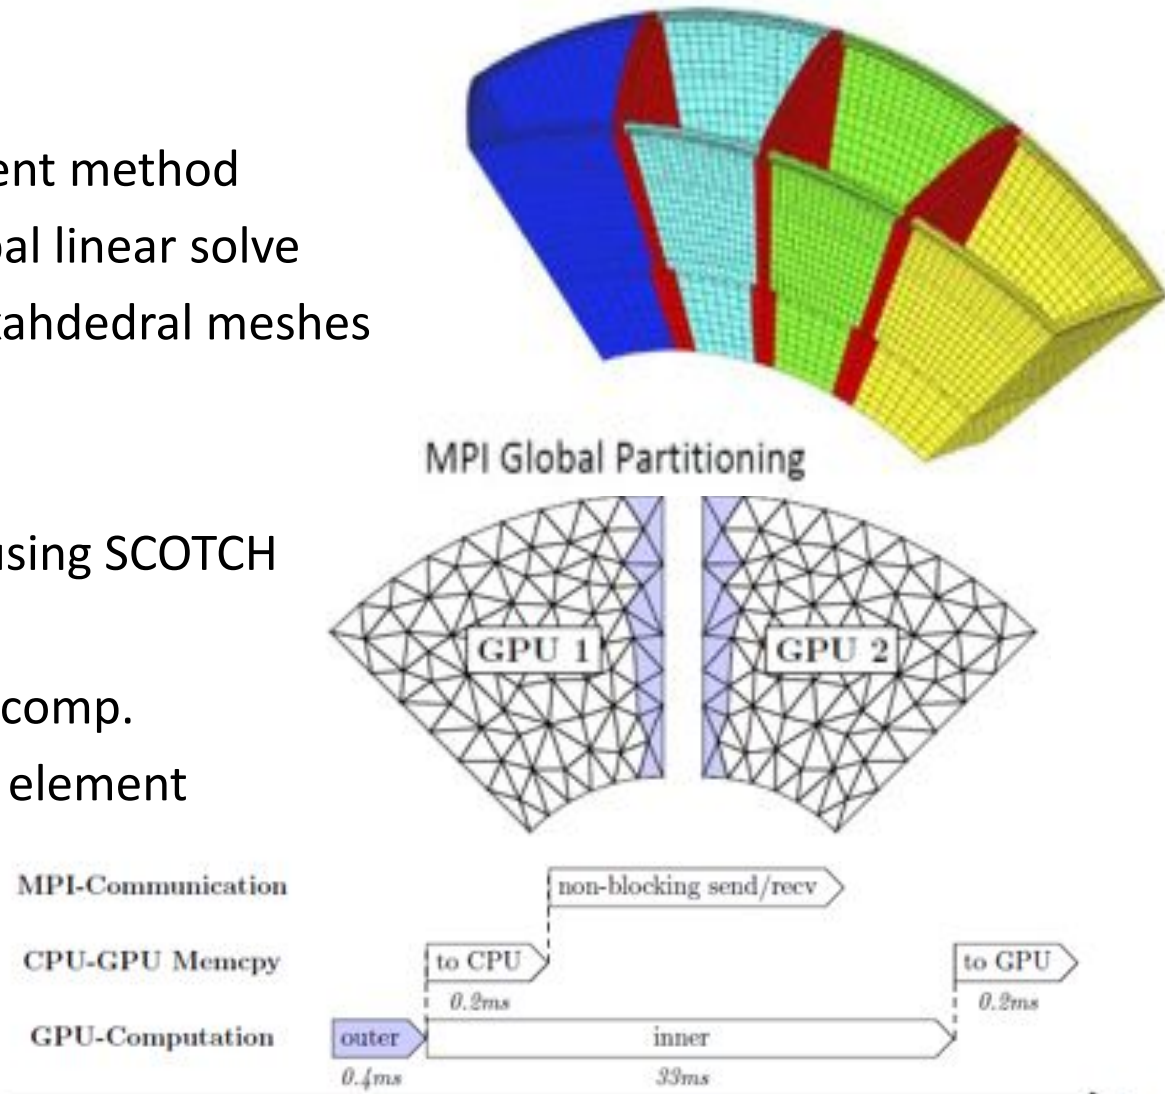 ent method
bal linear solve
xahdedral meshes
MPI Global Partitioning
using SCOTCH
GPU 1
GPU 2
comp.
element
MPI-Communication
non-blocking send/recv
CPU-GPU Memcpy
to CPU
to GPU
0.2ms
0.2ms
GPU-Computation
outer
inner
0.4ms
33ms